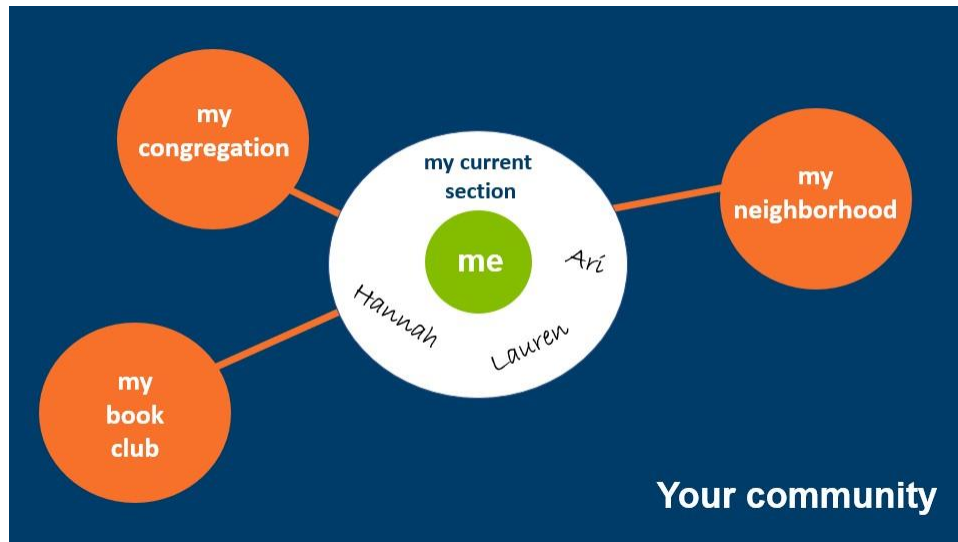 my
congregation
my current
section
my
neighborhood
me
Ari
Hannah
Lauren
my
book
club
Your community